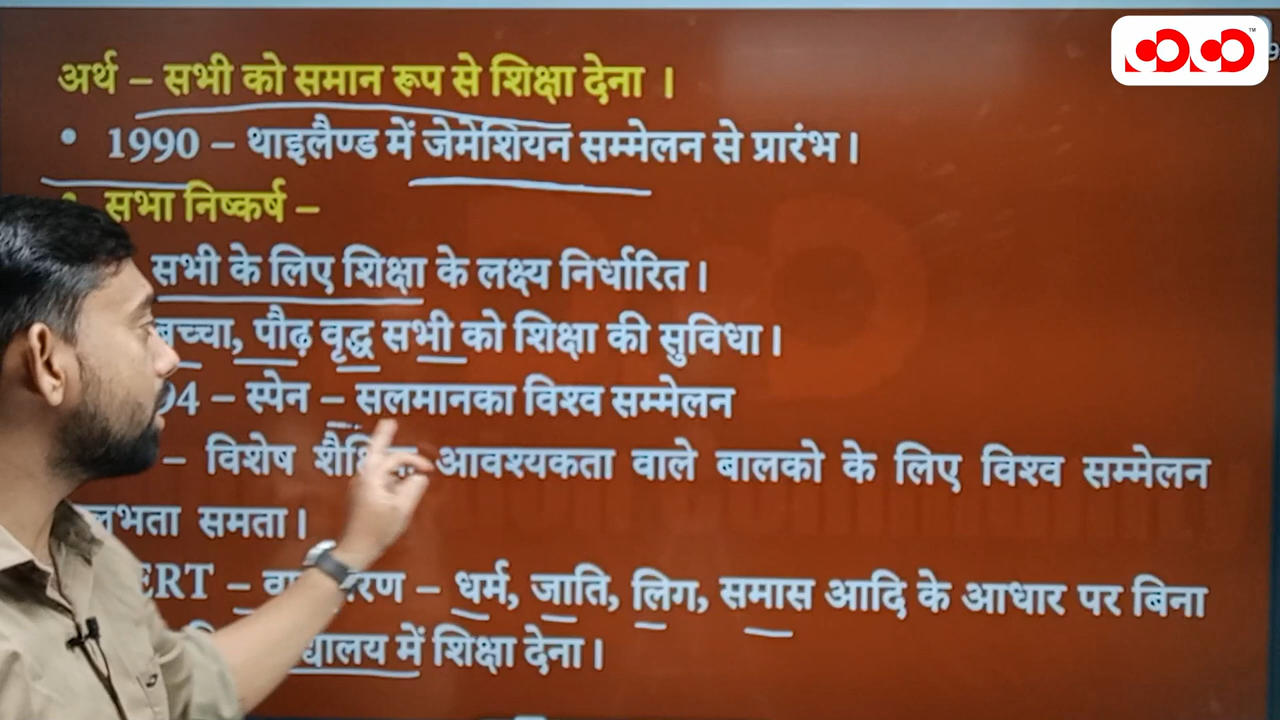 अर्थ – सभी को समान रूप से शिक्षा देना ।
• 1990 – थाइलैण्ड में जेमेशियन सम्मेलन से प्रारंभ।
सभा निष्कर्ष –
सभी के लिए शिक्षा के लक्ष्य निर्धारित।
बच्चा, पौढ़ वृद्ध सभी को शिक्षा की सुविधा।
94 – स्पेन – सलमानका विश्व सम्मेलन
– विशेष आवश्यकता वाले बालको के लिए विश्व सम्मेलन
समता।
ERT – – धर्म, जाति, लिग, समास आदि के आधार पर बिना
में शिक्षा देना।